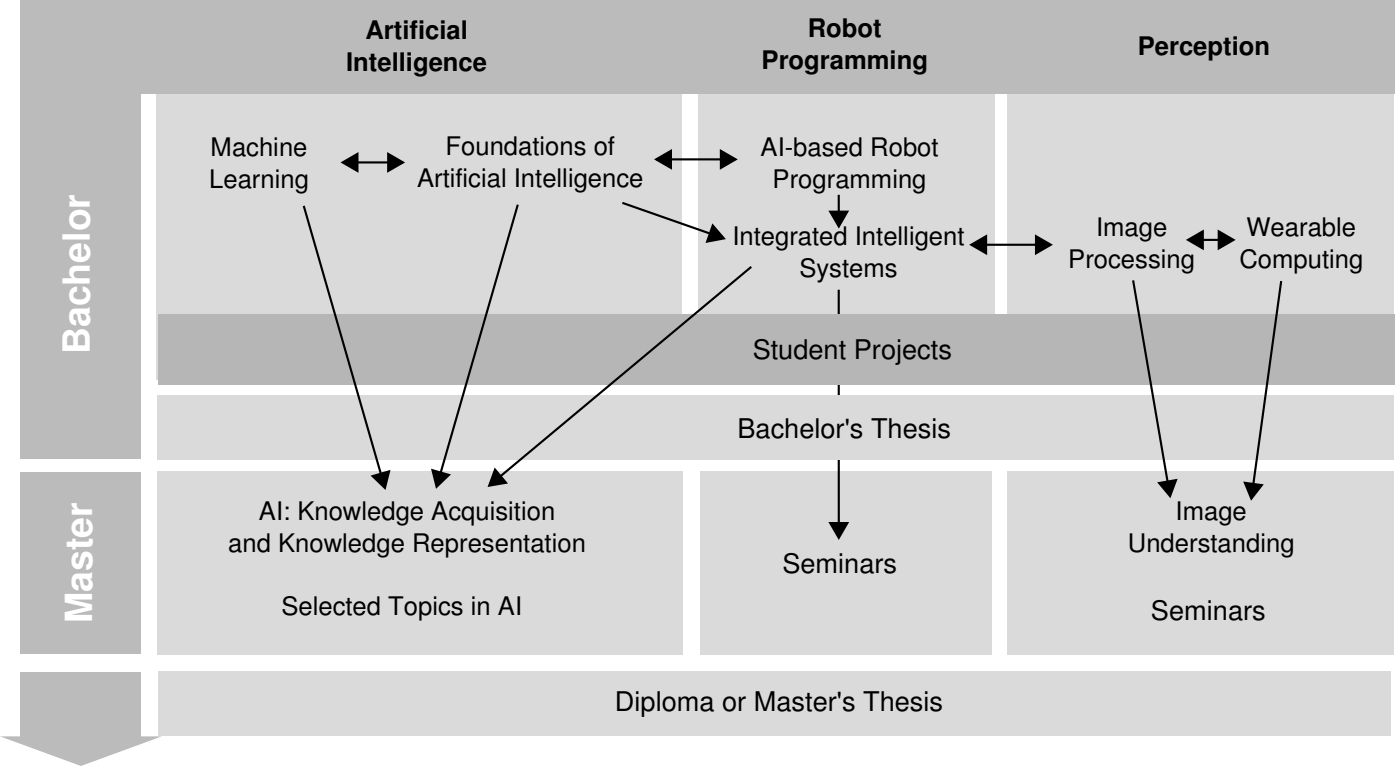 Artificial
Intelligence
Robot
Programming
Perception
Bachelor
Machine
Learning
Foundations of
Artificial Intelligence
AI-based Robot
Programming
Integrated Intelligent
Systems
Image
Processing
Wearable
Computing
Student Projects
Bachelor's Thesis
Master
AI: Knowledge Acquisition
and Knowledge Representation
Selected Topics in AI
Seminars
Image
Understanding
Seminars
Diploma or Master's Thesis